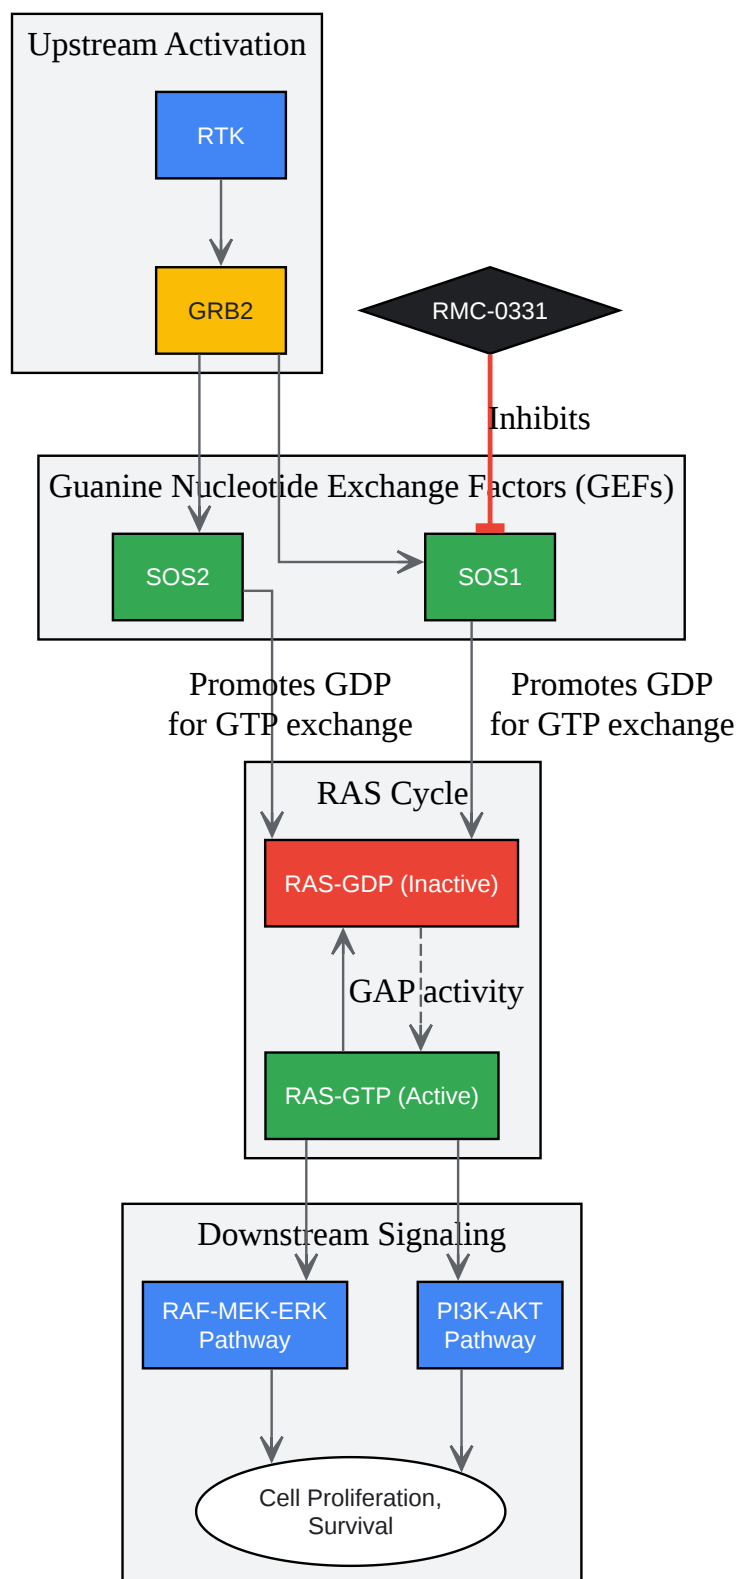 Upstream Activation
RTK
GRB2
RMC-0331
Inhibits
Guanine Nucleotide Exchange Factors (GEFs)
SOS2
SOS1
Promotes GDP
for GTP exchange
Promotes GDP
for GTP exchange
RAS Cycle
RAS-GDP (Inactive)
GAP activity
RAS-GTP (Active)
Downstream Signaling
RAF-MEK-ERK
Pathway
PI3K-AKT
Pathway
Cell Proliferation,
Survival